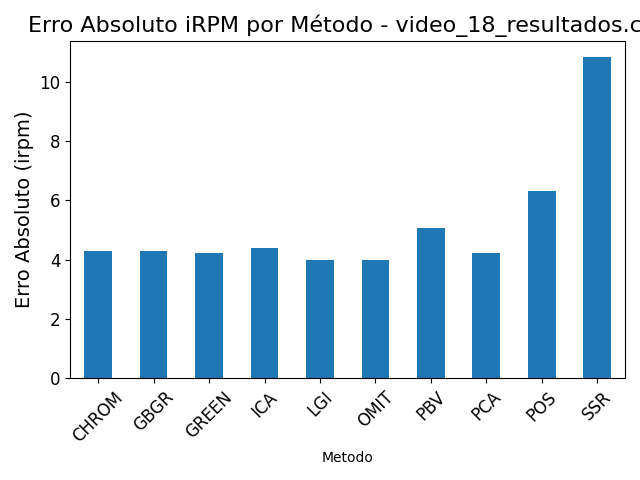 Erro Absoluto iRPM por Método - video_18_resultados.c
Erro Absoluto (irpm)
10
8
6
4
2
0
CHROM
GBGR
GREEN
ICA
LGI
OMIT
PBV
PCA
POS
SSR
Metodo